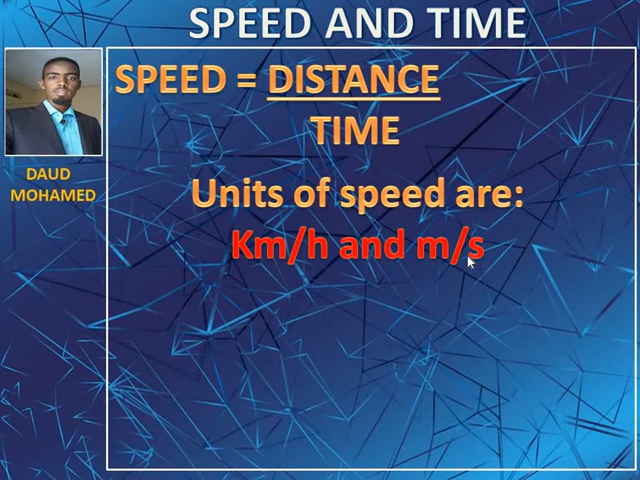 SPEED AND TIME
DAUD
MOHAMED
SPEED = DISTANCE
TIME
Units of speed are:
Km/h and m/s